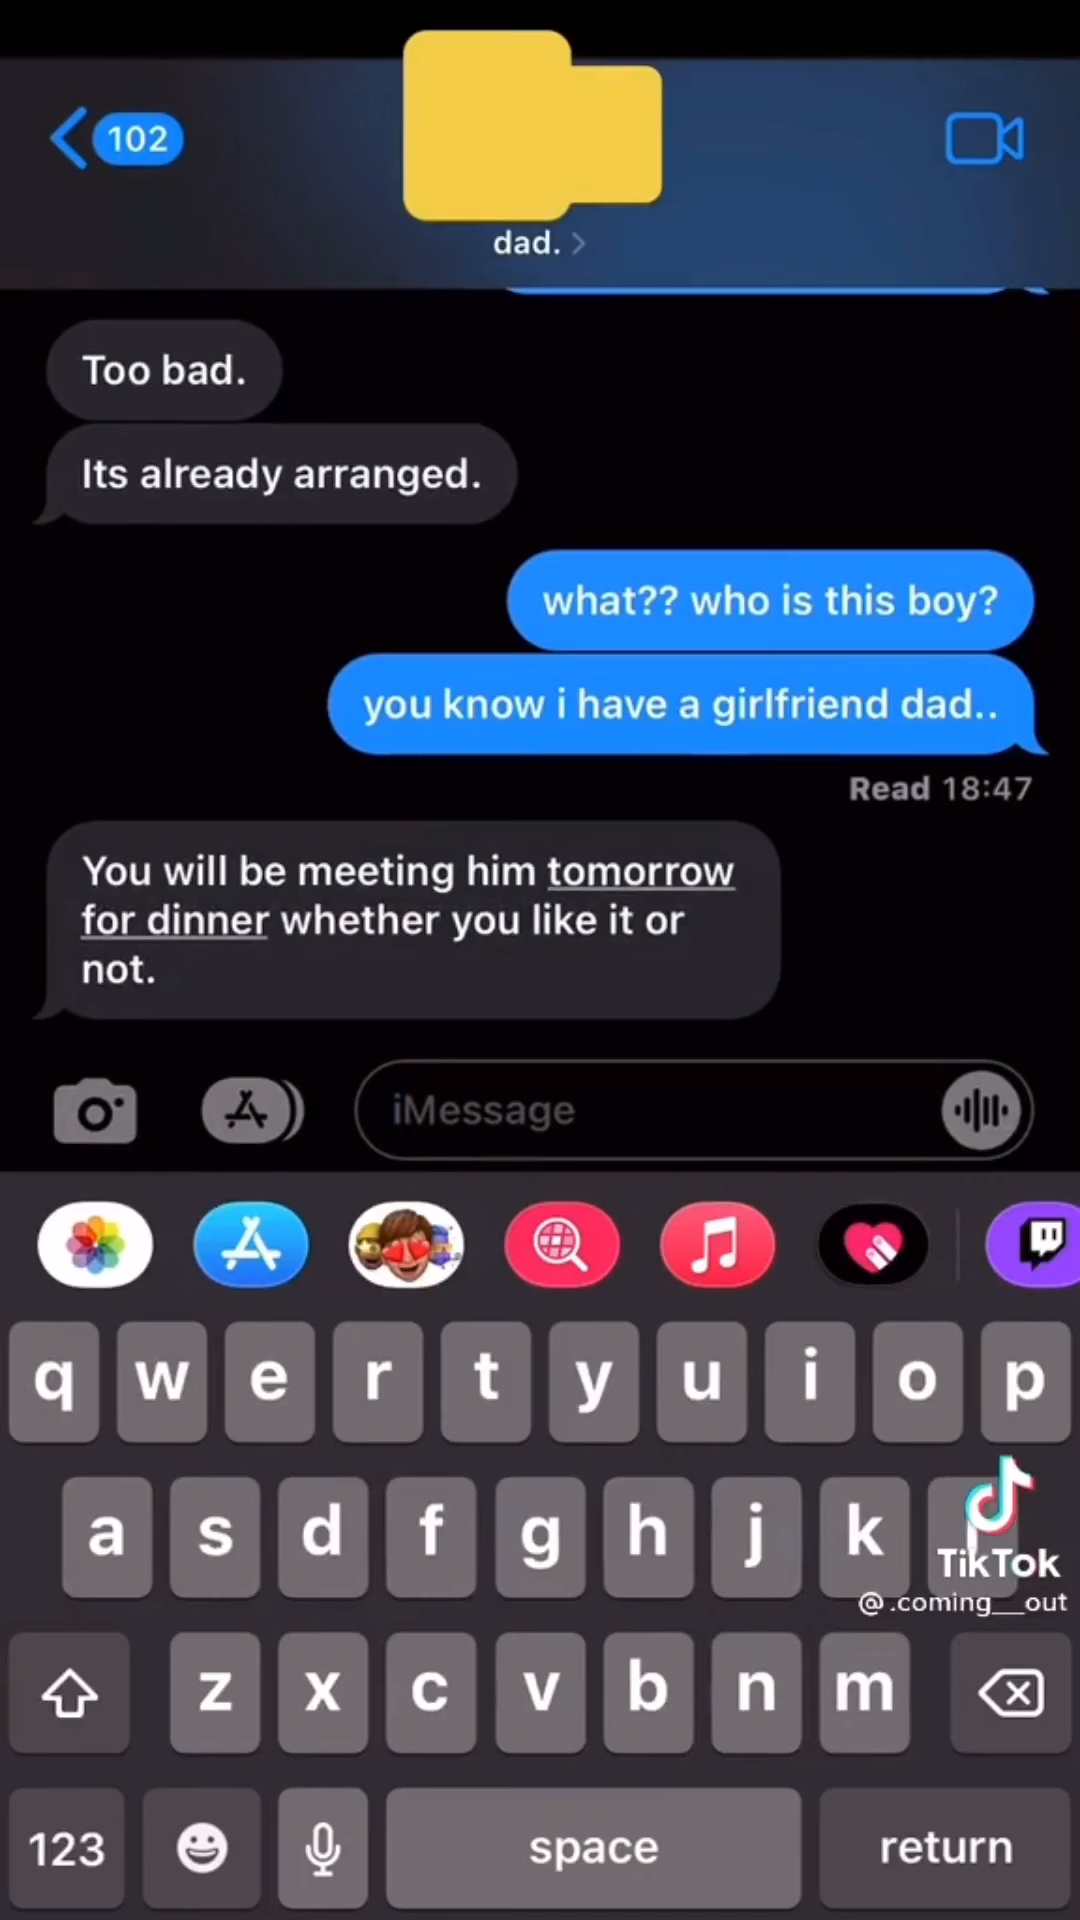 102
dad.
Too bad.
Its already arranged.
what?? who is this boy?
you know i have a girlfriend dad..
Read 18:47
You will be meeting him tomorrow
for dinner whether you like it or
not.
iMessage
q w e r t y u i o p
a s d f g h j k l
TikTok
@.coming__out
z x c v b n m
123 space return